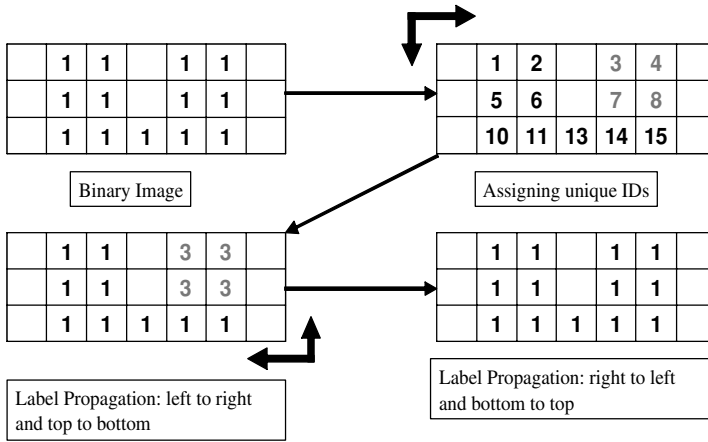 1 1 1 1
1 1 1 1
1 1 1 1 1
Binary Image
1 2 3 4
5 6 7 8
10 11 13 14 15
Assigning unique IDs
1 1 3 3
1 1 3 3
1 1 1 1 1
Label Propagation: left to right
and top to bottom
1 1 1 1
1 1 1 1
1 1 1 1 1
Label Propagation: right to left
and bottom to top